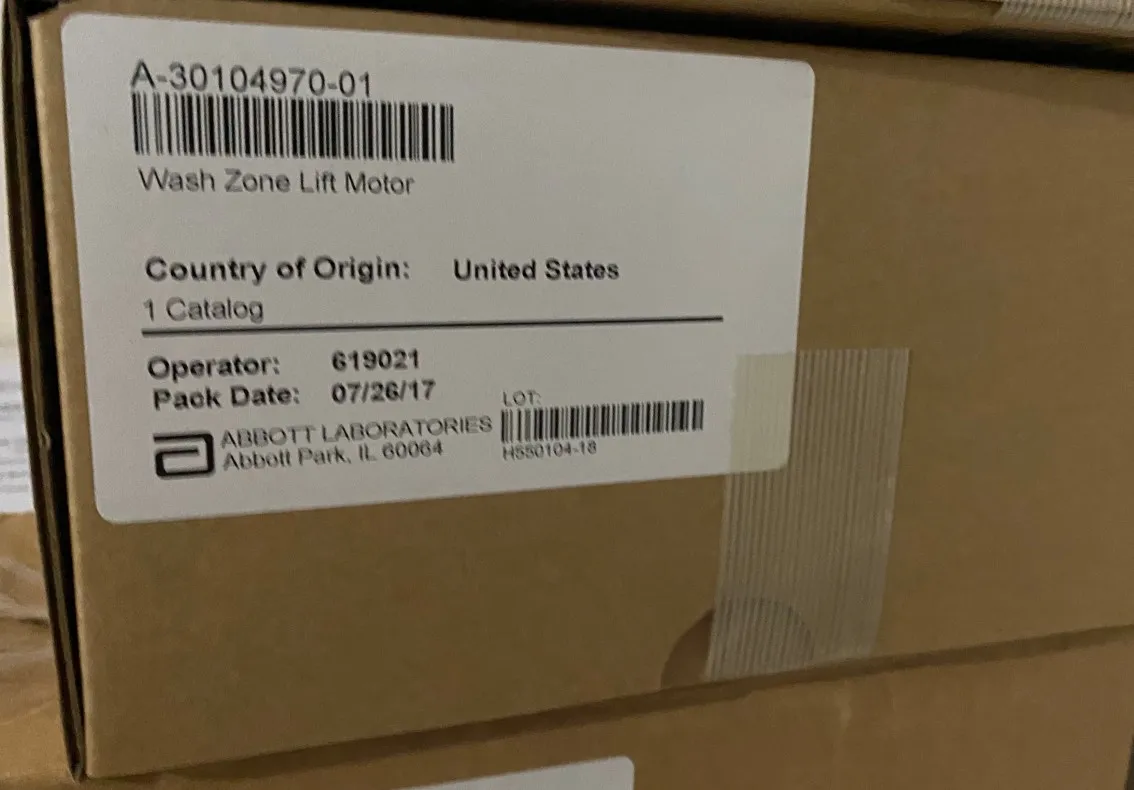 A-30104970-01
Wash Zone Lift Motor
Country of Origin: United States
1 Catalog
Operator: 619021
Pack Date: 07/26/17
LOT:
ABBOTT LABORATORIES
Abbott Park, IL 60064
HS50104-18